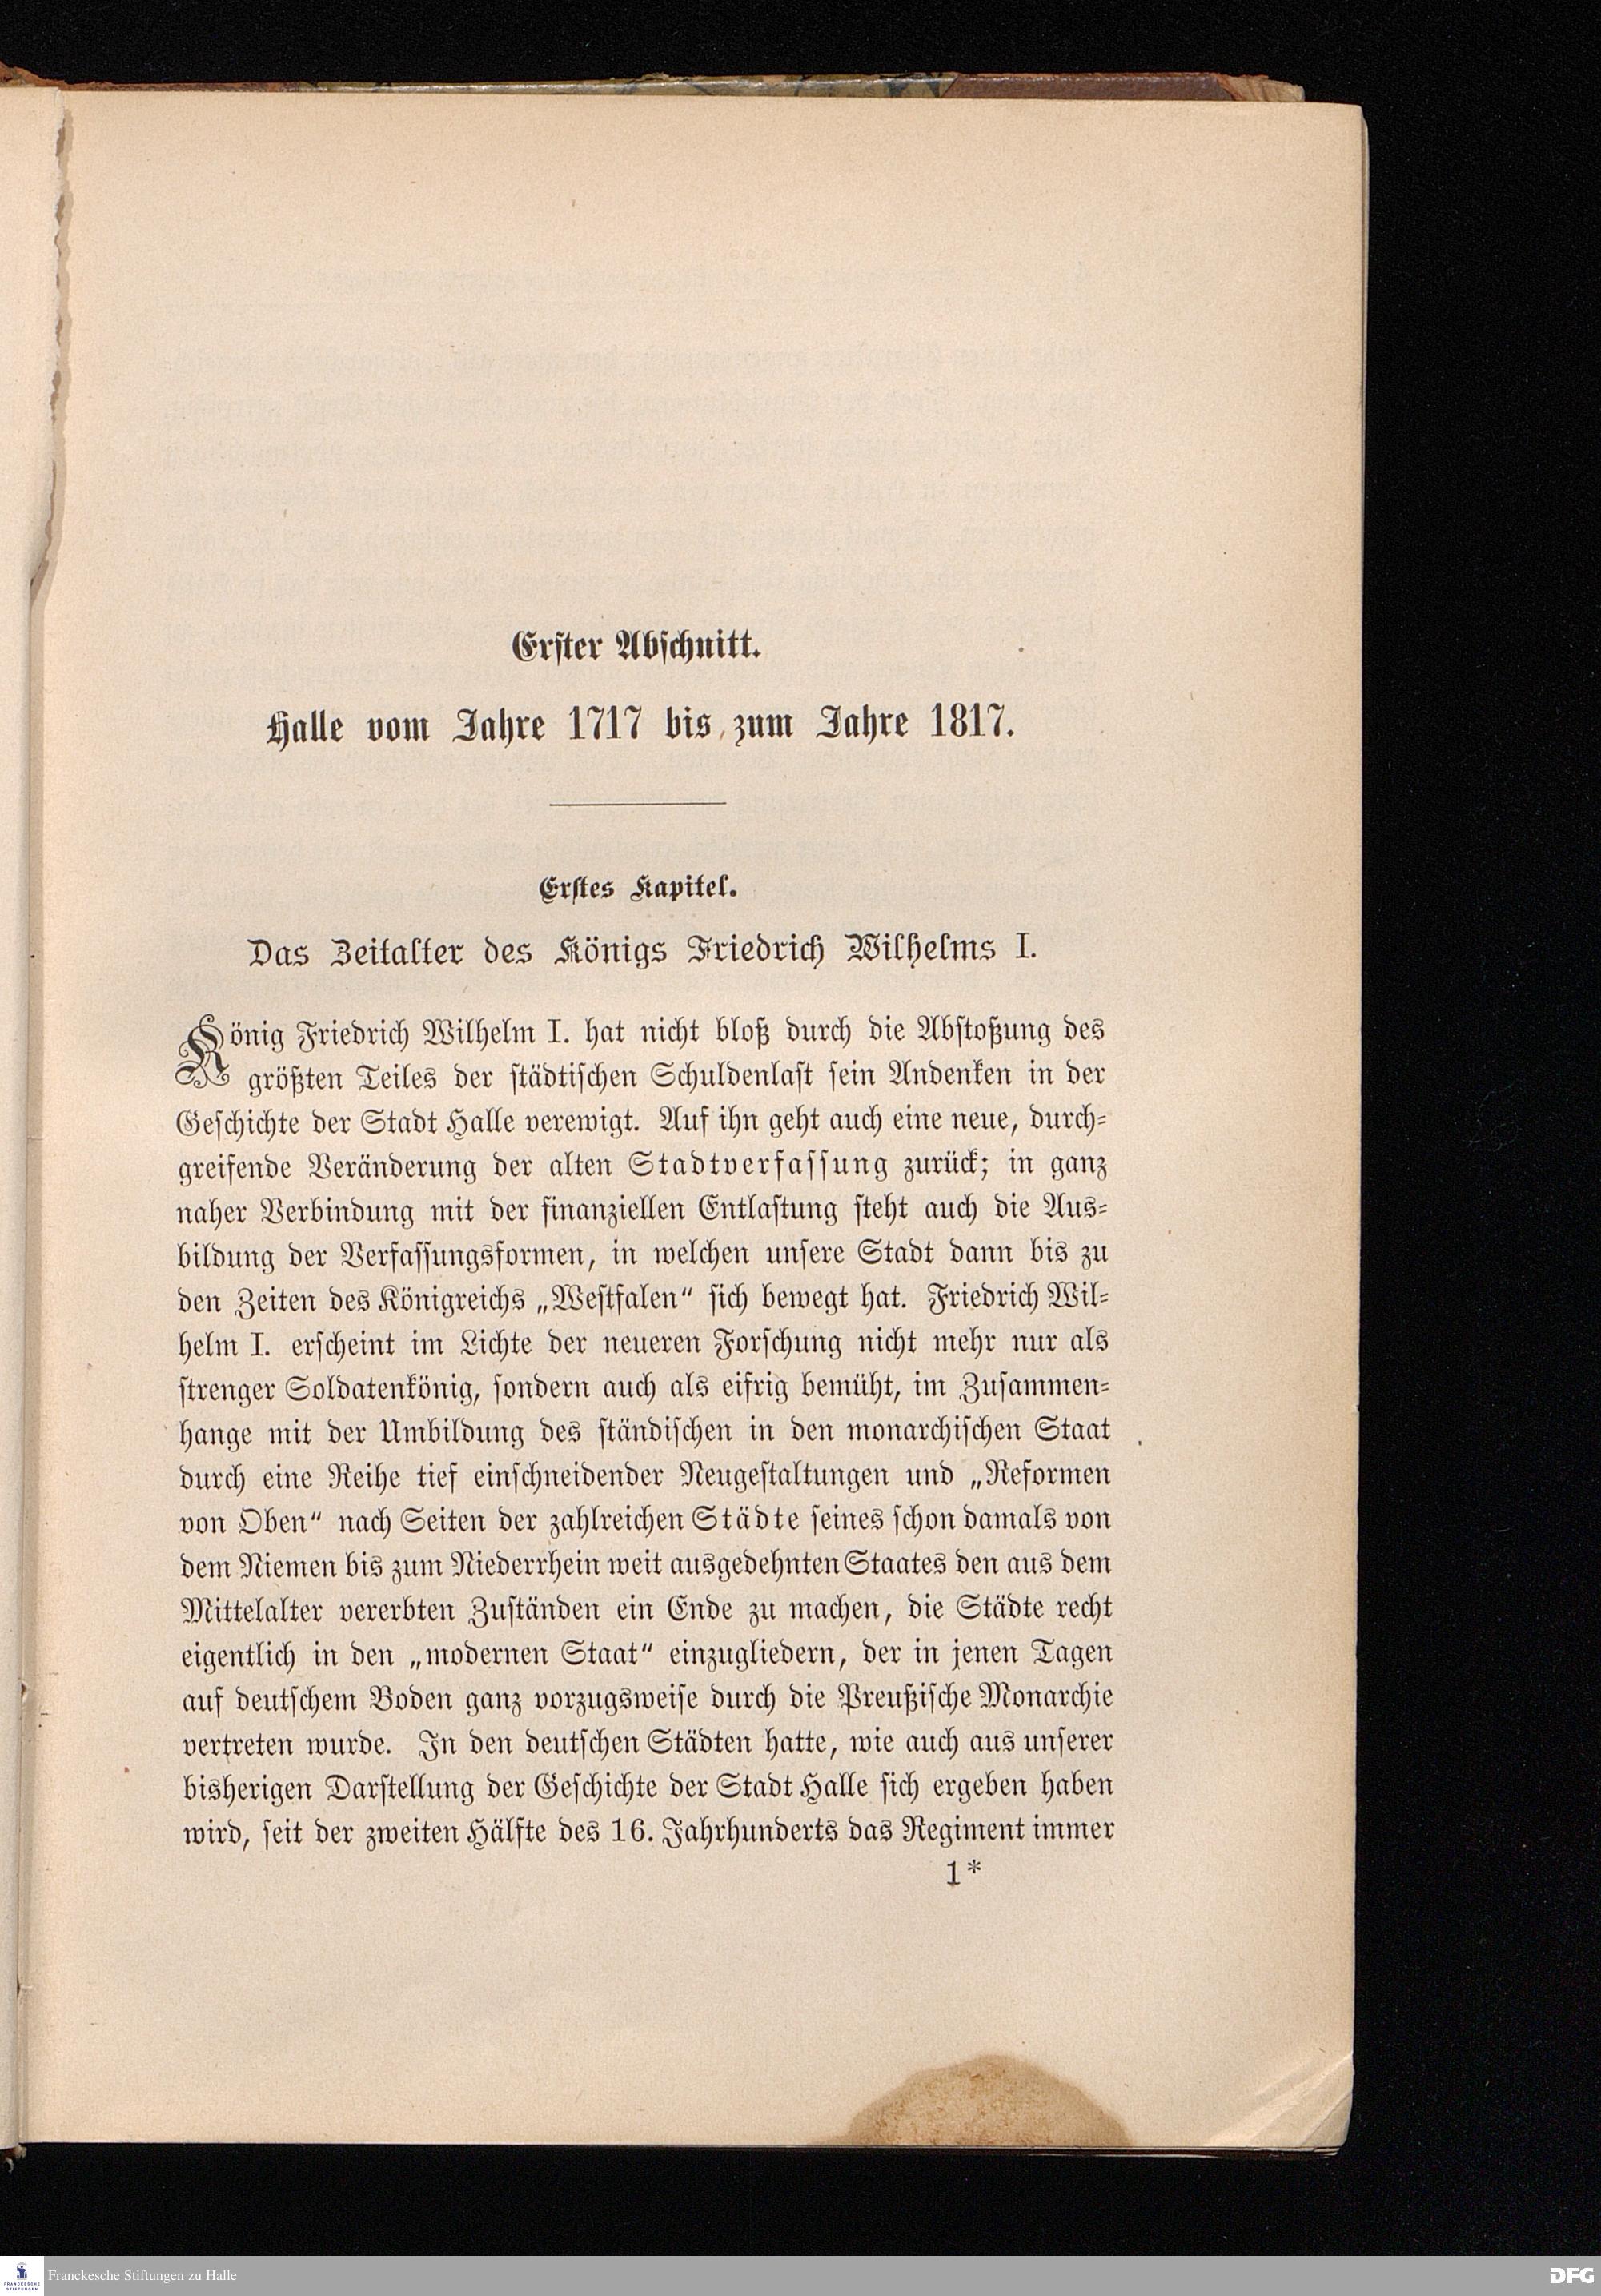 Erster Abschnitt.
Halle vom Jahre 1717 bis zum Jahre 1817.
Erstes Kapitel.
Das Zeitalter des Königs Friedrich Wilhelms I.
König Friedrich Wilhelm I. hat nicht bloß durch die Abstoßung des
größten Teiles der städtischen Schuldenlast sein Andenken in der
Geschichte der Stadt Halle verewigt. Auf ihn geht auch eine neue, durch-
greifende Veränderung der alten Stadtverfassung zurück; in ganz
naher Verbindung mit der finanziellen Entlastung steht auch die Aus-
bildung der Verfassungsformen, in welchen unsere Stadt dann bis zu
den Zeiten des Königreichs „Westfalen“ sich bewegt hat. Friedrich Wil-
helm I. erscheint im Lichte der neueren Forschung nicht mehr nur als
strenger Soldatenkönig, sondern auch als eifrig bemüht, im Zusammen-
hange mit der Umbildung des ständischen in den monarchischen Staat
durch eine Reihe tief einschneidender Neugestaltungen und „Reformen
von Oben“ nach Seiten der zahlreichen Städte seines schon damals von
dem Niemen bis zum Niederrhein weit ausgedehnten Staates den aus dem
Mittelalter vererbten Zuständen ein Ende zu machen, die Städte recht
eigentlich in den „modernen Staat“ einzugliedern, der in jenen Tagen
auf deutschem Boden ganz vorzugsweise durch die Preußische Monarchie
vertreten wurde. In den deutschen Städten hatte, wie auch aus unserer
bisherigen Darstellung der Geschichte der Stadt Halle sich ergeben haben
wird, seit der zweiten Hälfte des 16. Jahrhunderts das Regiment immer
1*
FRANCKESCHE
STIFTUNGEN
Franckesche Stiftungen zu Halle
DFG